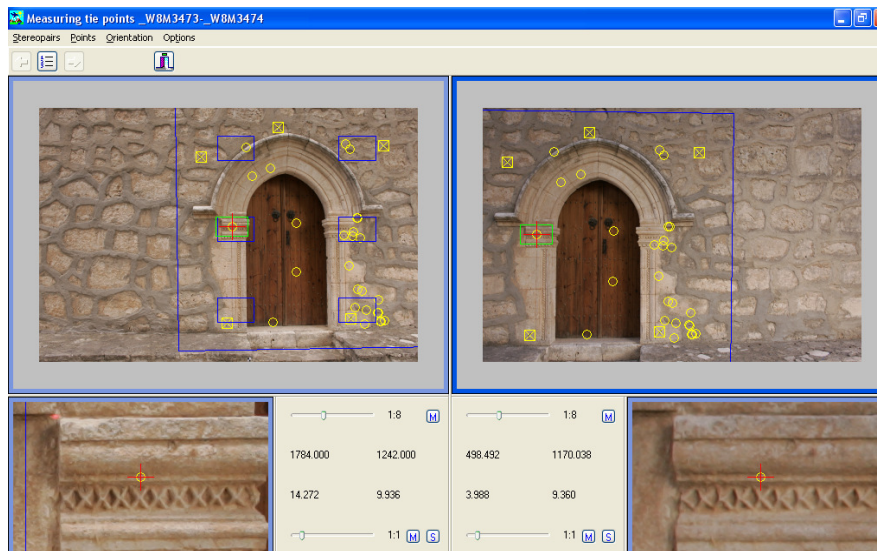 Measuring tie points _W8M3473-_W8M3474
Stereopairs Points Orientation Options
1:8 M 1:8 M
1784.000 1242.000 498.492 1170.038
14.272 9.936 3.988 9.360
1:1 M S 1:1 M S